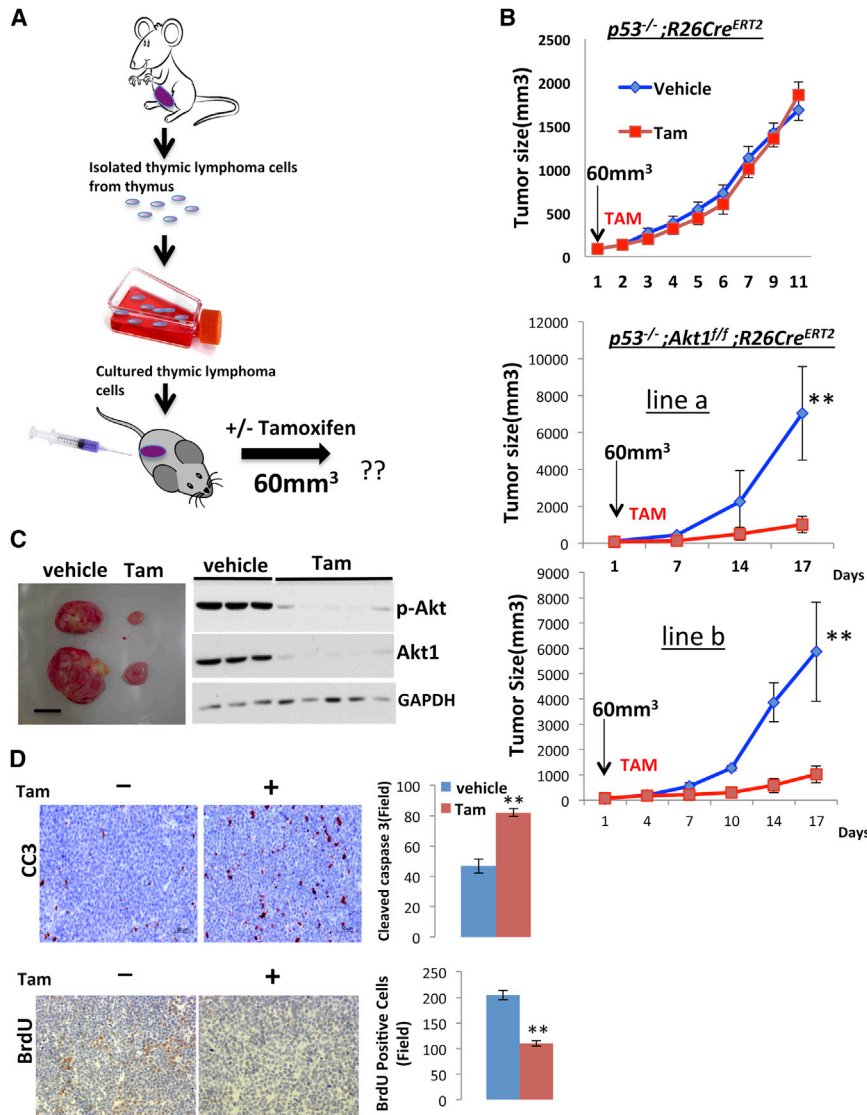 A
Isolated thymic lymphoma cells
from thymus
Cultured thymic lymphoma
cells
+/- Tamoxifen
60mm³
??
B
p53-/-;R26CreERT2
Tumor size(mm3)
2500
2000
1500
1000
500
0
Vehicle
Tam
60mm³
TAM
1 2 3 4 5 6 7 9 11
p53-/-;Akt1f/f;R26CreERT2
Tumor size(mm3)
12000
10000
8000
6000
4000
2000
0
line a
**
60mm³
TAM
1 7 14 17 Days
Tumor Size(mm3)
9000
8000
7000
6000
5000
4000
3000
2000
1000
0
line b
**
60mm³
TAM
1 4 7 10 14 17
Days
C
vehicle Tam
vehicle Tam
p-Akt
Akt1
GAPDH
D
Tam − +
CC3
Cleaved caspase 3(Field)
100
80
60
40
20
0
vehicle
Tam
**
Tam − +
BrdU
BrdU Positive Cells
(Field)
250
200
150
100
50
0
**